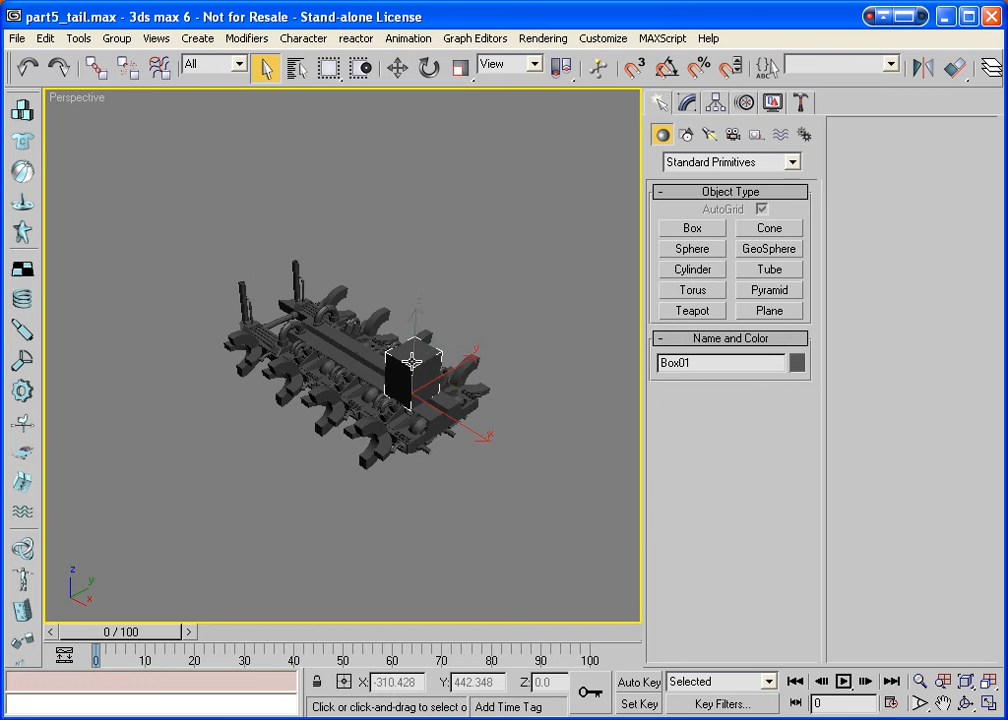 part5_tail.max - 3ds max 6 - Not for Resale - Stand-alone License
File Edit Tools Group Views Create Modifiers Character reactor Animation Graph Editors Rendering Customize MAXScript Help
All View 3 % ABC
Perspective
Standard Primitives
- Object Type
AutoGrid
Box Cone
Sphere GeoSphere
Cylinder Tube
Torus Pyramid
Teapot Plane
- Name and Color
Box01
y
x
z
y
x
< 0 / 100 >
0 10 20 30 40 50 60 70 80 90 100
X: -310.428 Y: 442.348 Z: 0.0 Auto Key Selected
Click or click-and-drag to select o Add Time Tag Set Key Key Filters... 0